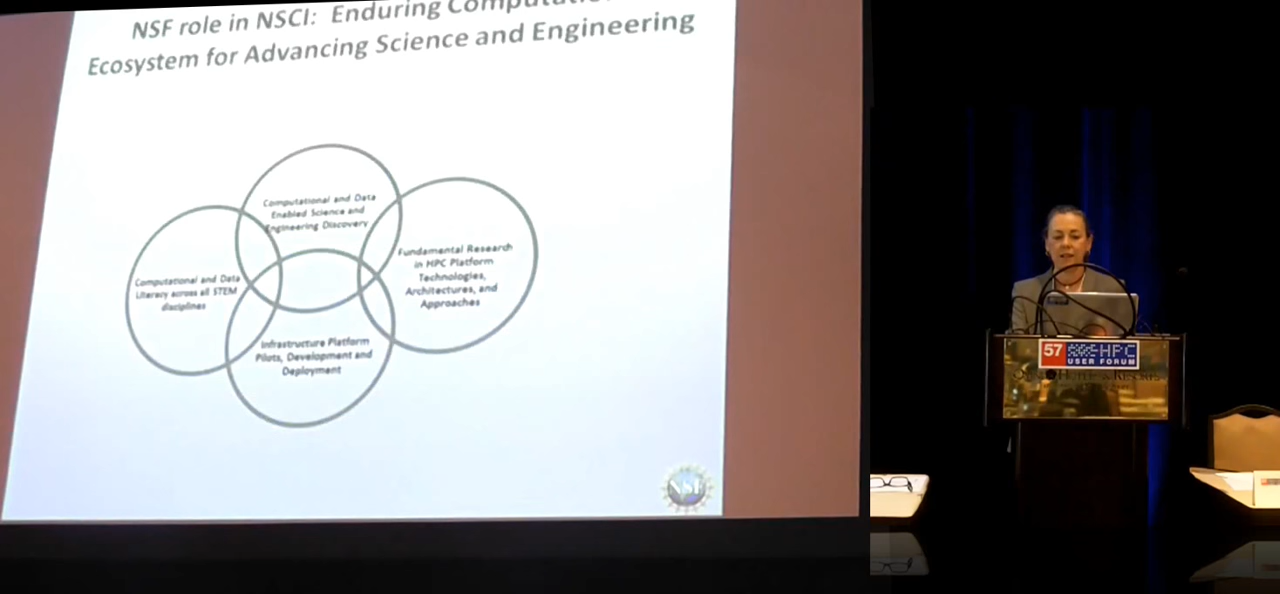 NSF role in NSCI: Enduring
Ecosystem for Advancing Science and Engineering
Computational and Data
Enabled Science and
Engineering Discovery
Fundamental Research
in HPC Platform
Technologies,
Architectures, and
Approaches
Computational and Data
Literacy across all STEM
disciplines
Infrastructure Platform
Pilots, Development and
Deployment
NSF
57 HPC
USER FORUM